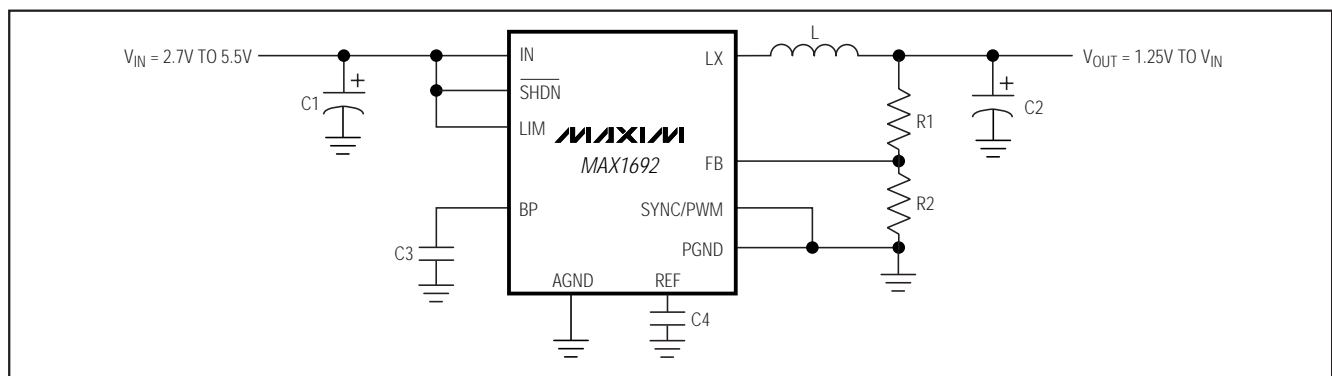 V_IN = 2.7V TO 5.5V
C1
IN
SHDN
LIM
BP
C3
MAXIM
MAX1692
LX
FB
SYNC/PWM
PGND
AGND
REF
C4
L
R1
R2
C2
V_OUT = 1.25V TO V_IN